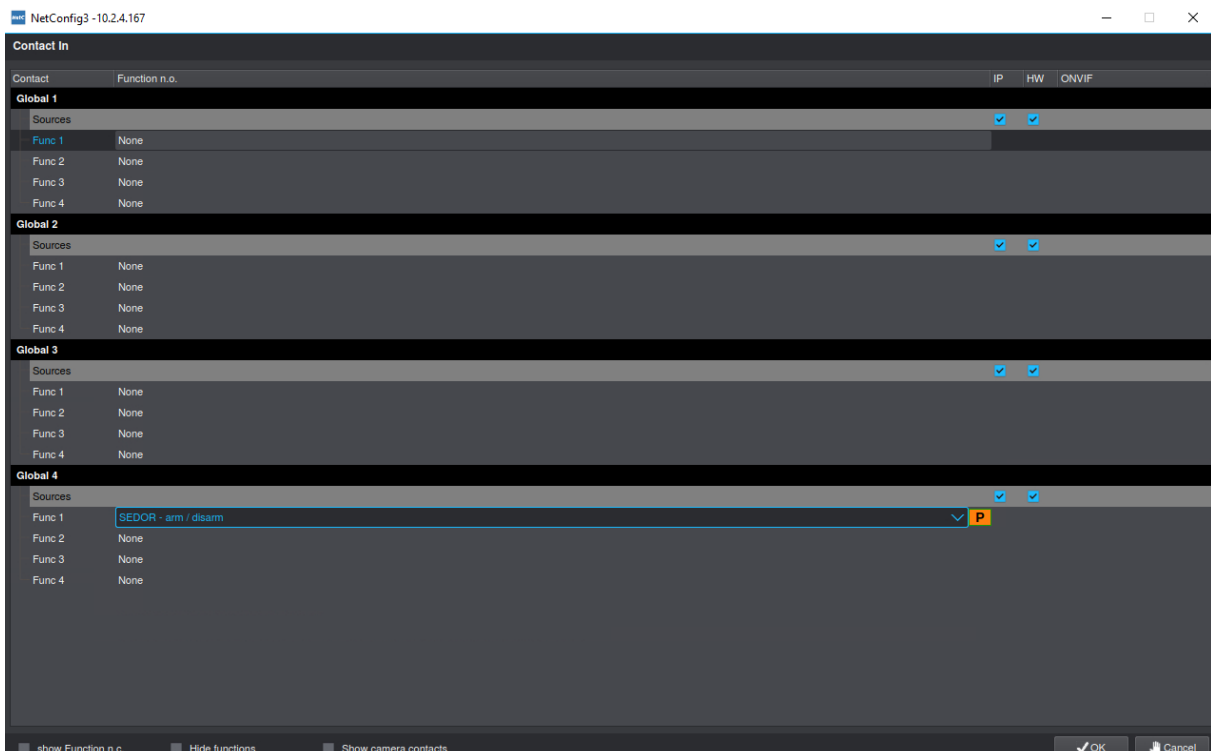 netC NetConfig3 -10.2.4.167
Contact In
Contact Function n.o. IP HW ONVIF
Global 1
Sources
Func 1 None
Func 2 None
Func 3 None
Func 4 None
Global 2
Sources
Func 1 None
Func 2 None
Func 3 None
Func 4 None
Global 3
Sources
Func 1 None
Func 2 None
Func 3 None
Func 4 None
Global 4
Sources
Func 1 SEDOR - arm / disarm P
Func 2 None
Func 3 None
Func 4 None
show Function n.c. Hide functions Show camera contacts OK Cancel